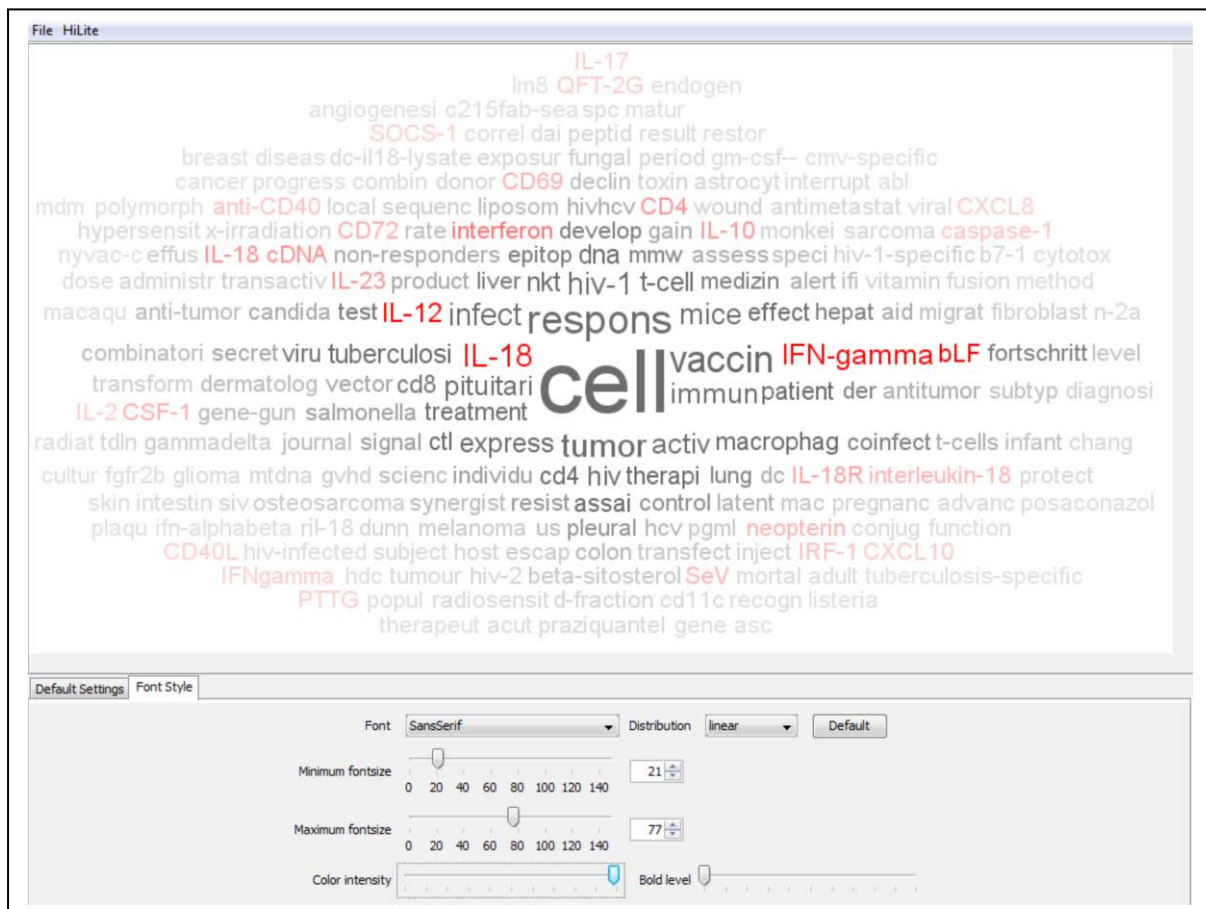 File HiLite
IL-17
lm8 QFT-2G endogen
angiogenesi c215fab-sea spc matur
SOCS-1 correl dai peptid result restor
breast diseas dc-il18-lysate exposur fungal period gm-csf-- cmv-specific
cancer progress combin donor CD69 declin toxin astrocyt interrupt abl
mdm polymorph anti-CD40 local sequenc liposom hivhcv CD4 wound antimetastat viral CXCL8
hypersensit x-irradiation CD72 rate interferon develop gain IL-10 monkei sarcoma caspase-1
nyvac-c effus IL-18 cDNA non-responders epitop dna mmw assess speci hiv-1-specific b7-1 cytotox
dose administr transactiv IL-23 product liver nkt hiv-1 t-cell medizin alert ifi vitamin fusion method
macaqu anti-tumor candida test IL-12 infect respons mice effect hepat aid migrat fibroblast n-2a
combinatori secret viru tuberculosi IL-18 cell vaccin IFN-gamma bLF fortschritt level
transform dermatolog vector cd8 pituitari immun patient der antitumor subtyp diagnosi
IL-2 CSF-1 gene-gun salmonella treatment
radiat tdln gammadelta journal signal ctl express tumor activ macrophag coinfect t-cells infant chang
cultur fgfr2b glioma mtdna gvhd scienc individu cd4 hiv therapi lung dc IL-18R interleukin-18 protect
skin intestin siv osteosarcoma synergist resist assai control latent mac pregnanc advanc posaconazol
plaqu ifn-alphabeta ril-18 dunn melanoma us pleural hcv pgml neopterin conjug function
CD40L hiv-infected subject host escap colon transfect inject IRF-1 CXCL10
IFNgamma hdc tumour hiv-2 beta-sitosterol SeV mortal adult tuberculosis-specific
PTTG popul radiosensit d-fraction cd11c recogn listeria
therapeut acut praziquantel gene asc
Default Settings Font Style
Font SansSerif Distribution linear Default
Minimum fontsize 21
0 20 40 60 80 100 120 140
Maximum fontsize 77
0 20 40 60 80 100 120 140
Color intensity Bold level